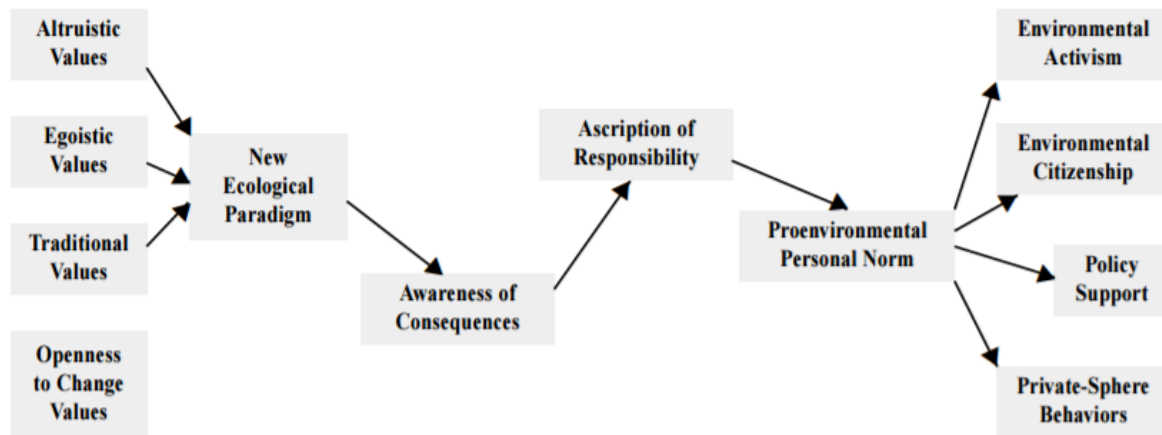 Altruistic
Values
Egoistic
Values
Traditional
Values
Openness
to Change
Values
New
Ecological
Paradigm
Awareness of
Consequences
Ascription of
Responsibility
Proenvironmental
Personal Norm
Environmental
Activism
Environmental
Citizenship
Policy
Support
Private-Sphere
Behaviors